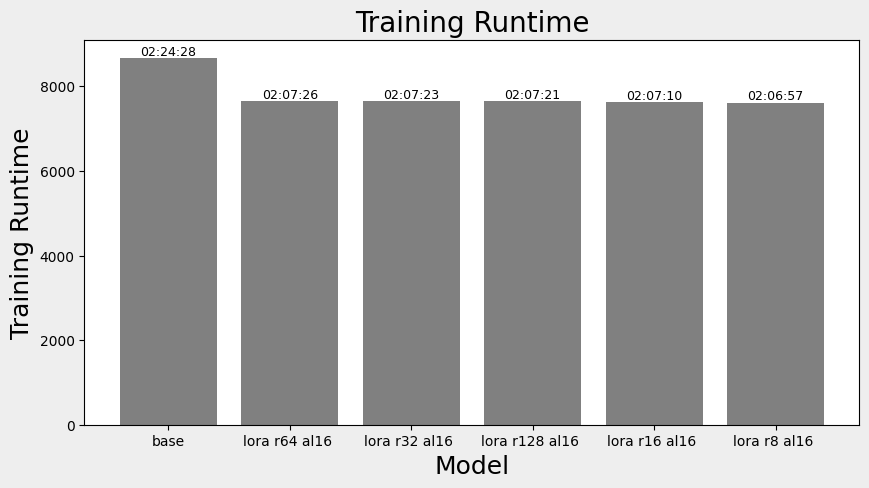 Training Runtime
02:24:28
02:07:26
02:07:23
02:07:21
02:07:10
02:06:57
Training Runtime
8000
6000
4000
2000
0
base
lora r64 al16
lora r32 al16
lora r128 al16
lora r16 al16
lora r8 al16
Model